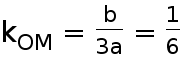 k_OM = b/3a = 1/6